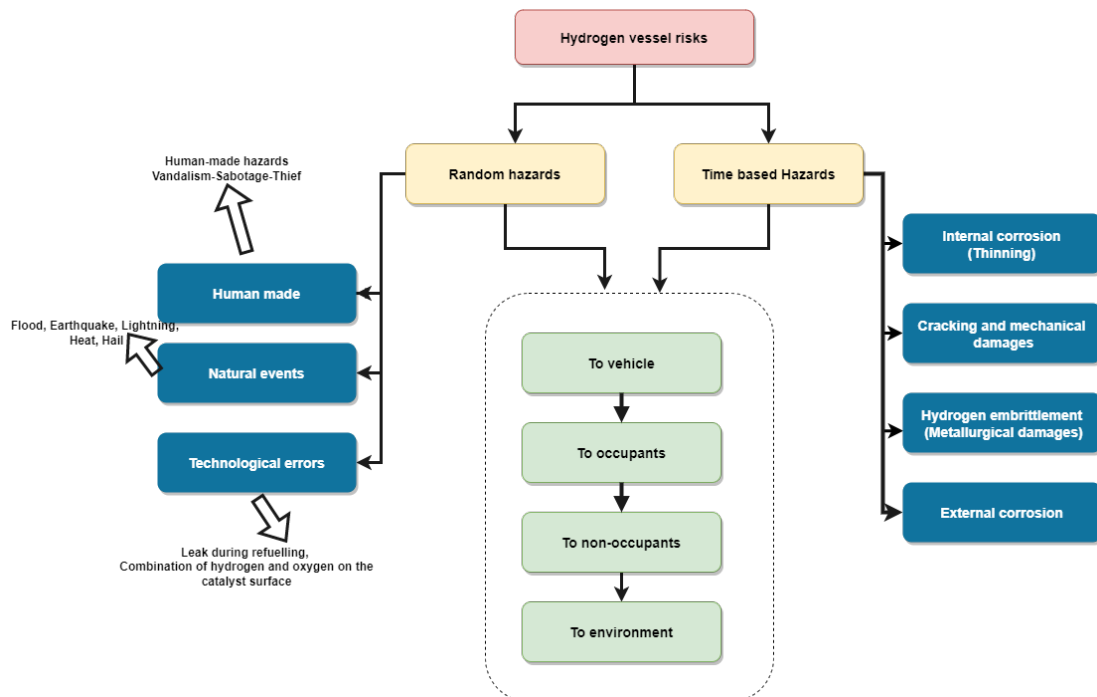 Hydrogen vessel risks
Random hazards
Time based Hazards
Human-made hazards
Vandalism-Sabotage-Thief
Human made
Flood, Earthquake, Lightning,
Heat, Hail
Natural events
Technological errors
Leak during refuelling,
Combination of hydrogen and oxygen on the
catalyst surface
To vehicle
To occupants
To non-occupants
To environment
Internal corrosion
(Thinning)
Cracking and mechanical
damages
Hydrogen embrittlement
(Metallurgical damages)
External corrosion